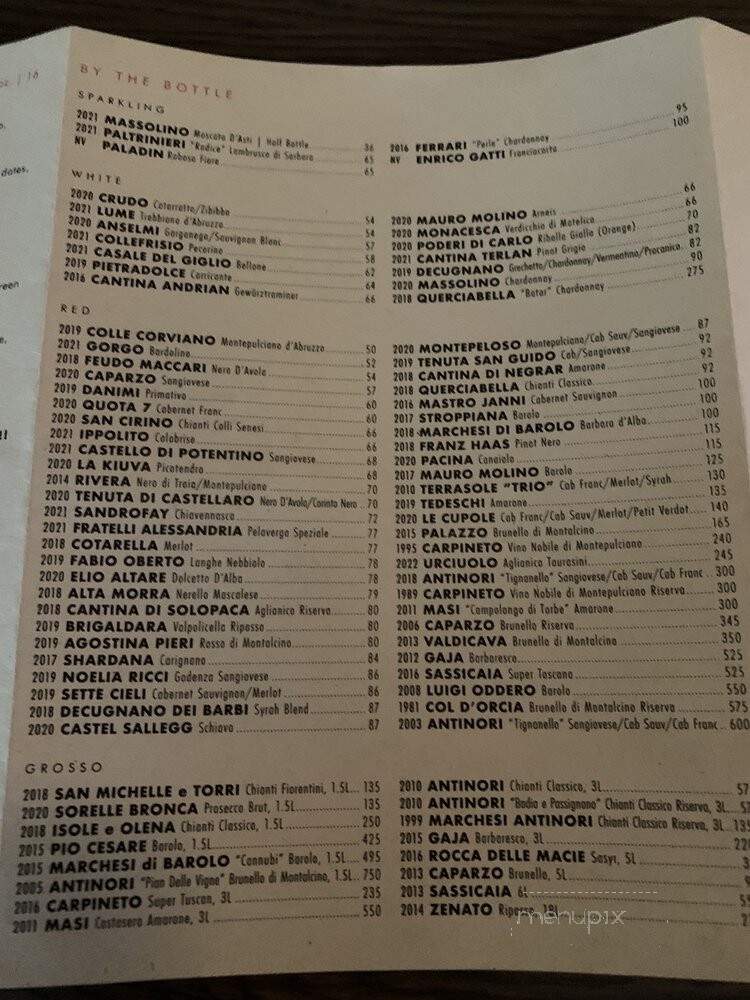 oz. | 16
dates,
BY THE BOTTLE
SPARKLING
2021 MASSOLINO Moscato D'Asti | Half Bottle 36
2021 PALTRINIERI "Radice" Lambrusco di Sorbara 65
NV PALADIN Raboso Fiore 65
2016 FERRARI "Perle" Chardonnay 95
NV ENRICO GATTI Franciacorta 100
WHITE
2020 CRUDO Catarratto/Zibibbo 54
2021 LUME Trebbiano d'Abruzzo 54
2020 ANSELMI Garganega/Sauvignon Blanc 57
2021 COLLEFRISIO Pecorino 58
2021 CASALE DEL GIGLIO Bellone 62
2019 PIETRADOLCE Carricante 64
2016 CANTINA ANDRIAN Gewürztraminer 66
2020 MAURO MOLINO Arneis 66
2020 MONACESCA Verdicchio di Matelica 66
2020 PODERI DI CARLO Ribolla Gialla (Orange) 70
2021 CANTINA TERLAN Pinot Grigio 82
2019 DECUGNANO Grechetto/Chardonnay/Vermentino/Procanico 82
2020 MASSOLINO Chardonnay 90
2018 QUERCIABELLA "Batar" Chardonnay 275
RED
2019 COLLE CORVIANO Montepulciano d'Abruzzo 50
2021 GORGO Bardolino 52
2018 FEUDO MACCARI Nero D'Avola 54
2020 CAPARZO Sangiovese 57
2019 DANIMI Primativo 60
2020 QUOTA 7 Cabernet Franc 60
2020 SAN CIRINO Chianti Colli Senesi 66
2021 IPPOLITO Calabrise 66
2021 CASTELLO DI POTENTINO Sangiovese 68
2020 LA KIUVA Picotendro 68
2014 RIVERA Nero di Troia/Montepulciano 70
2020 TENUTA DI CASTELLARO Nero D'Avola/Corinto Nero 70
2021 SANDROFAY Chiavennasca 72
2021 FRATELLI ALESSANDRIA Pelaverga Speziale 77
2018 COTARELLA Merlot 77
2019 FABIO OBERTO Langhe Nebbiolo 78
2020 ELIO ALTARE Dolcetto D'Alba 78
2018 ALTA MORRA Nerello Mascalese 79
2018 CANTINA DI SOLOPACA Aglianico Riserva 80
2019 BRIGALDARA Valpolicella Ripasso 80
2019 AGOSTINA PIERI Rosso di Montalcino 80
2017 SHARDANA Carignano 84
2019 NOELIA RICCI Godenza Sangiovese 86
2019 SETTE CIELI Cabernet Sauvignon/Merlot 86
2018 DECUGNANO DEI BARBI Syrah Blend 87
2020 CASTEL SALLEGG Schiava 87
2020 MONTEPELOSO Montepulciano/Cab Sauv/Sangiovese 87
2019 TENUTA SAN GUIDO Cab/Sangiovese 92
2018 CANTINA DI NEGRAR Amarone 92
2018 QUERCIABELLA Chianti Classico 92
2016 MASTRO JANNI Cabernet Sauvignon 100
2017 STROPPIANA Barolo 100
2018 MARCHESI DI BAROLO Barbara d'Alba 100
2018 FRANZ HAAS Pinot Nero 115
2020 PACINA Canaiolo 115
2017 MAURO MOLINO Barolo 125
2010 TERRASOLE "TRIO" Cab Franc/Merlot/Syrah 130
2019 TEDESCHI Amarone 135
2020 LE CUPOLE Cab Franc/Cab Sauv/Merlot/Petit Verdot 140
2015 PALAZZO Brunello di Montalcino 165
1995 CARPINETO Vino Nobile di Montepulciano 240
2022 URCIUOLO Aglianico Taurasini 245
2018 ANTINORI "Tignanello" Sangiovese/Cab Sauv/Cab Franc 300
1989 CARPINETO Vino Nobile di Montepulciano Riserva 300
2011 MASI "Campolongo di Torbe" Amarone 300
2006 CAPARZO Brunello Riserva 345
2013 VALDICAVA Brunello di Montalcino 350
2012 GAJA Barbaresco 525
2016 SASSICAIA Super Toscana 525
2008 LUIGI ODDERO Barolo 550
1981 COL D'ORCIA Brunello di Montalcino Riserva 575
2003 ANTINORI "Tignanello" Sangiovese/Cab Sauv/Cab Franc 600
GROSSO
2018 SAN MICHELLE e TORRI Chianti Fiorentini, 1.5L 135
2020 SORELLE BRONCA Prosecco Brut, 1.5L 135
2018 ISOLE e OLENA Chianti Classico, 1.5L 250
2015 PIO CESARE Barolo, 1.5L 425
2015 MARCHESI di BAROLO "Cannubi" Barolo, 1.5L 495
2005 ANTINORI "Pian Delle Vigne" Brunello di Montalcino, 1.5L 750
2016 CARPINETO Super Tuscan, 3L 235
2011 MASI Costasera Amarone, 3L 550
2010 ANTINORI Chianti Classico, 3L
2010 ANTINORI "Badia e Passignano" Chianti Classico Riserva, 3L
1999 MARCHESI ANTINORI Chianti Classico Riserva, 3L
2015 GAJA Barbaresco, 3L
2016 ROCCA DELLE MACIE Sasyr, 5L
2013 CAPARZO Brunello, 5L
2013 SASSICAIA
2014 ZENATO
menupix